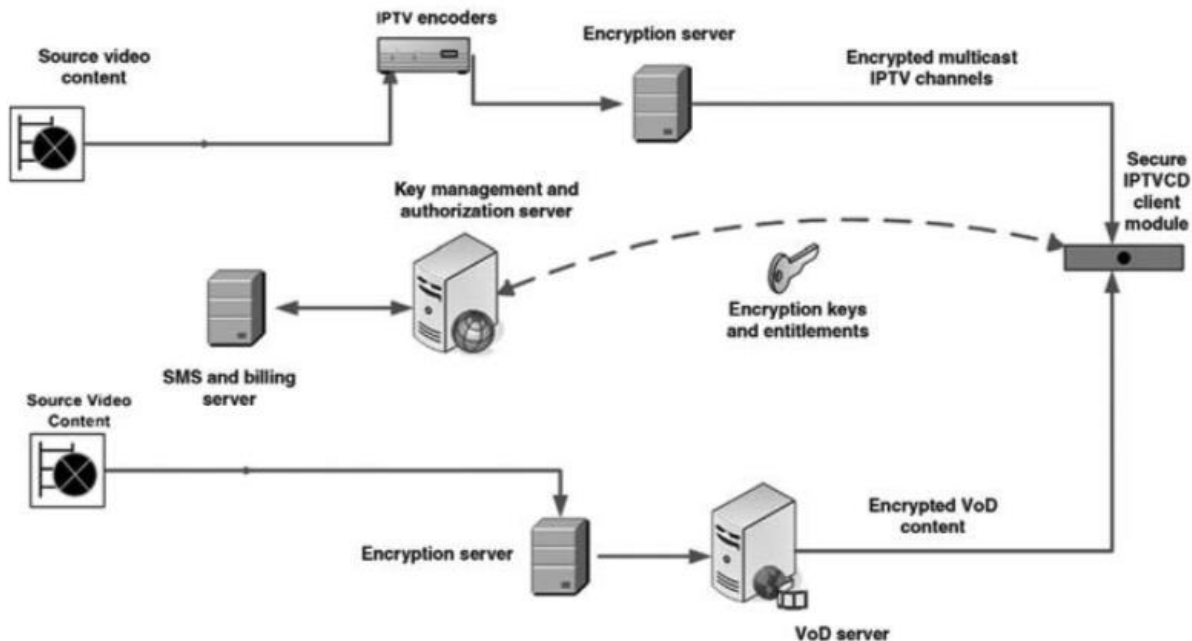 IPTV encoders
Encryption server
Source video
content
Encrypted multicast
IPTV channels
Secure
IPTVCD
client
module
Key management and
authorization server
Encryption keys
and entitlements
SMS and billing
server
Source Video
Content
Encrypted VoD
content
Encryption server
VoD server